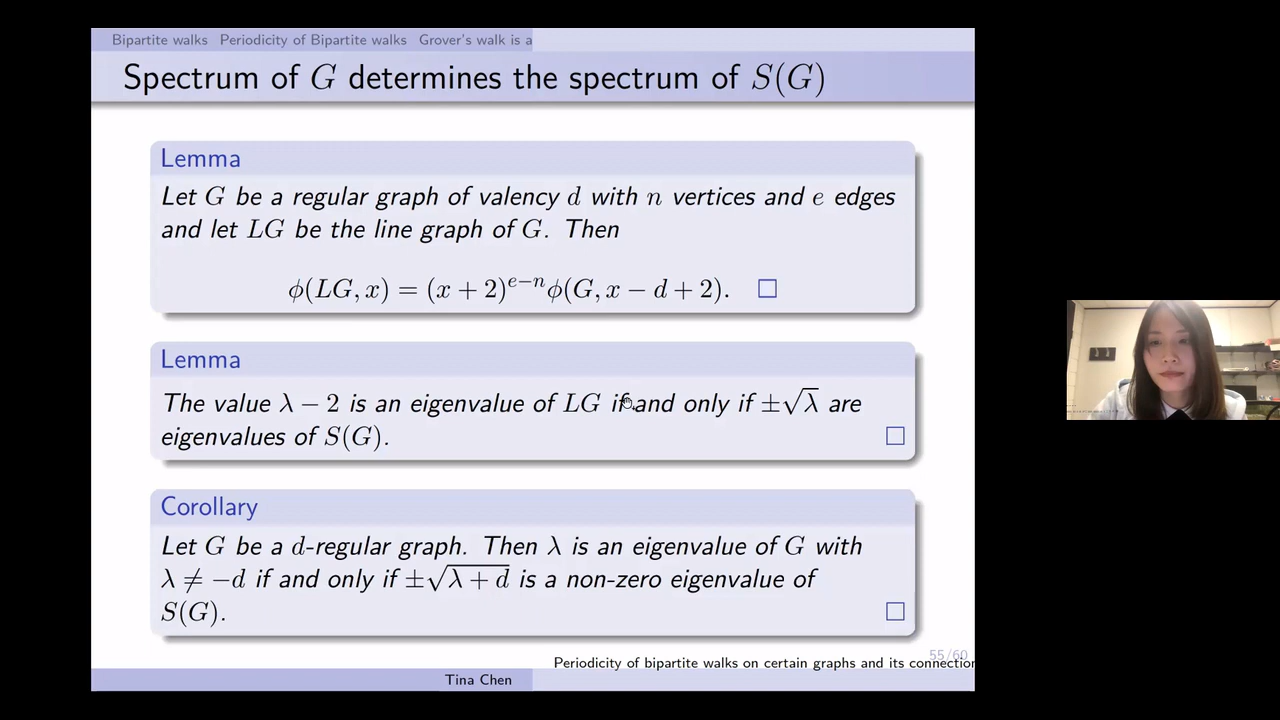 Bipartite walks Periodicity of Bipartite walks Grover's walk is a
Spectrum of G determines the spectrum of S(G)
Lemma
Let G be a regular graph of valency d with n vertices and e edges
and let LG be the line graph of G. Then
ϕ(LG, x) = (x + 2)^{e−n}ϕ(G, x − d + 2). □
Lemma
The value λ − 2 is an eigenvalue of LG if and only if ±√λ are
eigenvalues of S(G). □
Corollary
Let G be a d-regular graph. Then λ is an eigenvalue of G with
λ ≠ −d if and only if ±√(λ + d) is a non-zero eigenvalue of
S(G). □
55/60
Periodicity of bipartite walks on certain graphs and its connection
Tina Chen